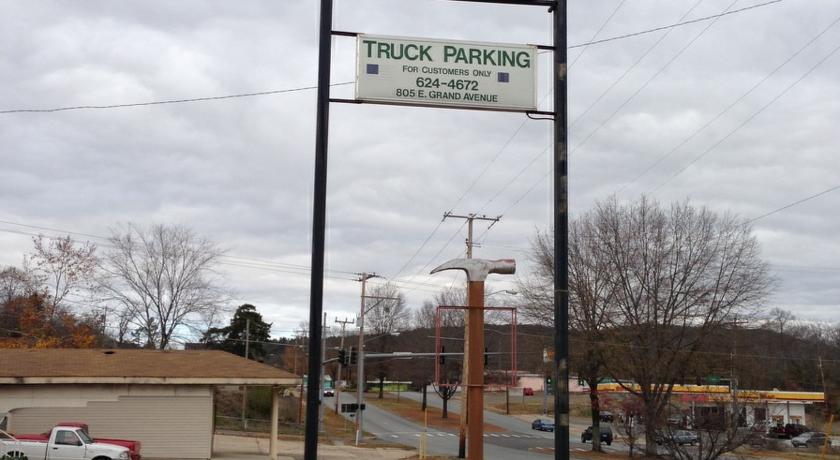 TRUCK PARKING
FOR CUSTOMERS ONLY
624-4672
805 E. GRAND AVENUE